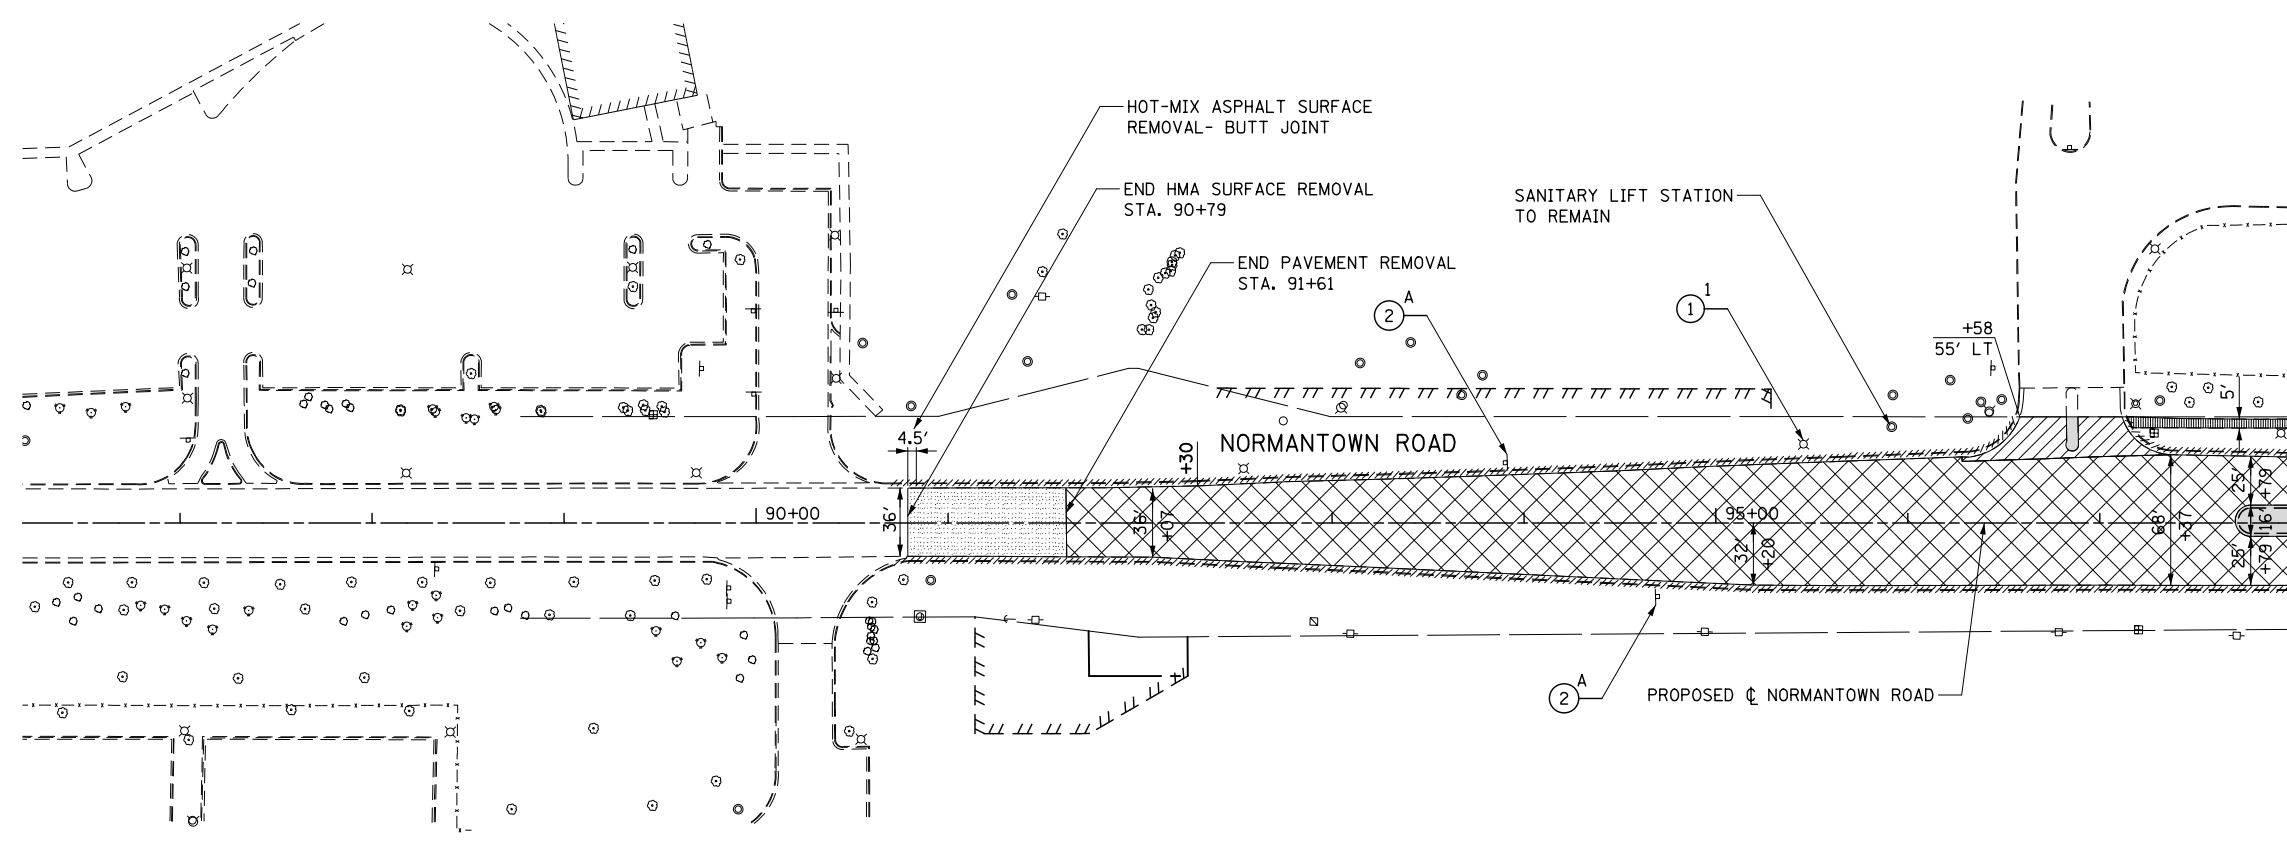 HOT-MIX ASPHALT SURFACE
REMOVAL- BUTT JOINT
END HMA SURFACE REMOVAL
STA. 90+79
SANITARY LIFT STATION
TO REMAIN
END PAVEMENT REMOVAL
STA. 91+61
A
2
1
1
+58
55' LT
5'
4.5'
NORMANTOWN ROAD
+30
36'
90+00
36'
+07
95+00
32'
+20
68'
+37
25'
+79
16'
25'
+79
A
2
PROPOSED ℄ NORMANTOWN ROAD